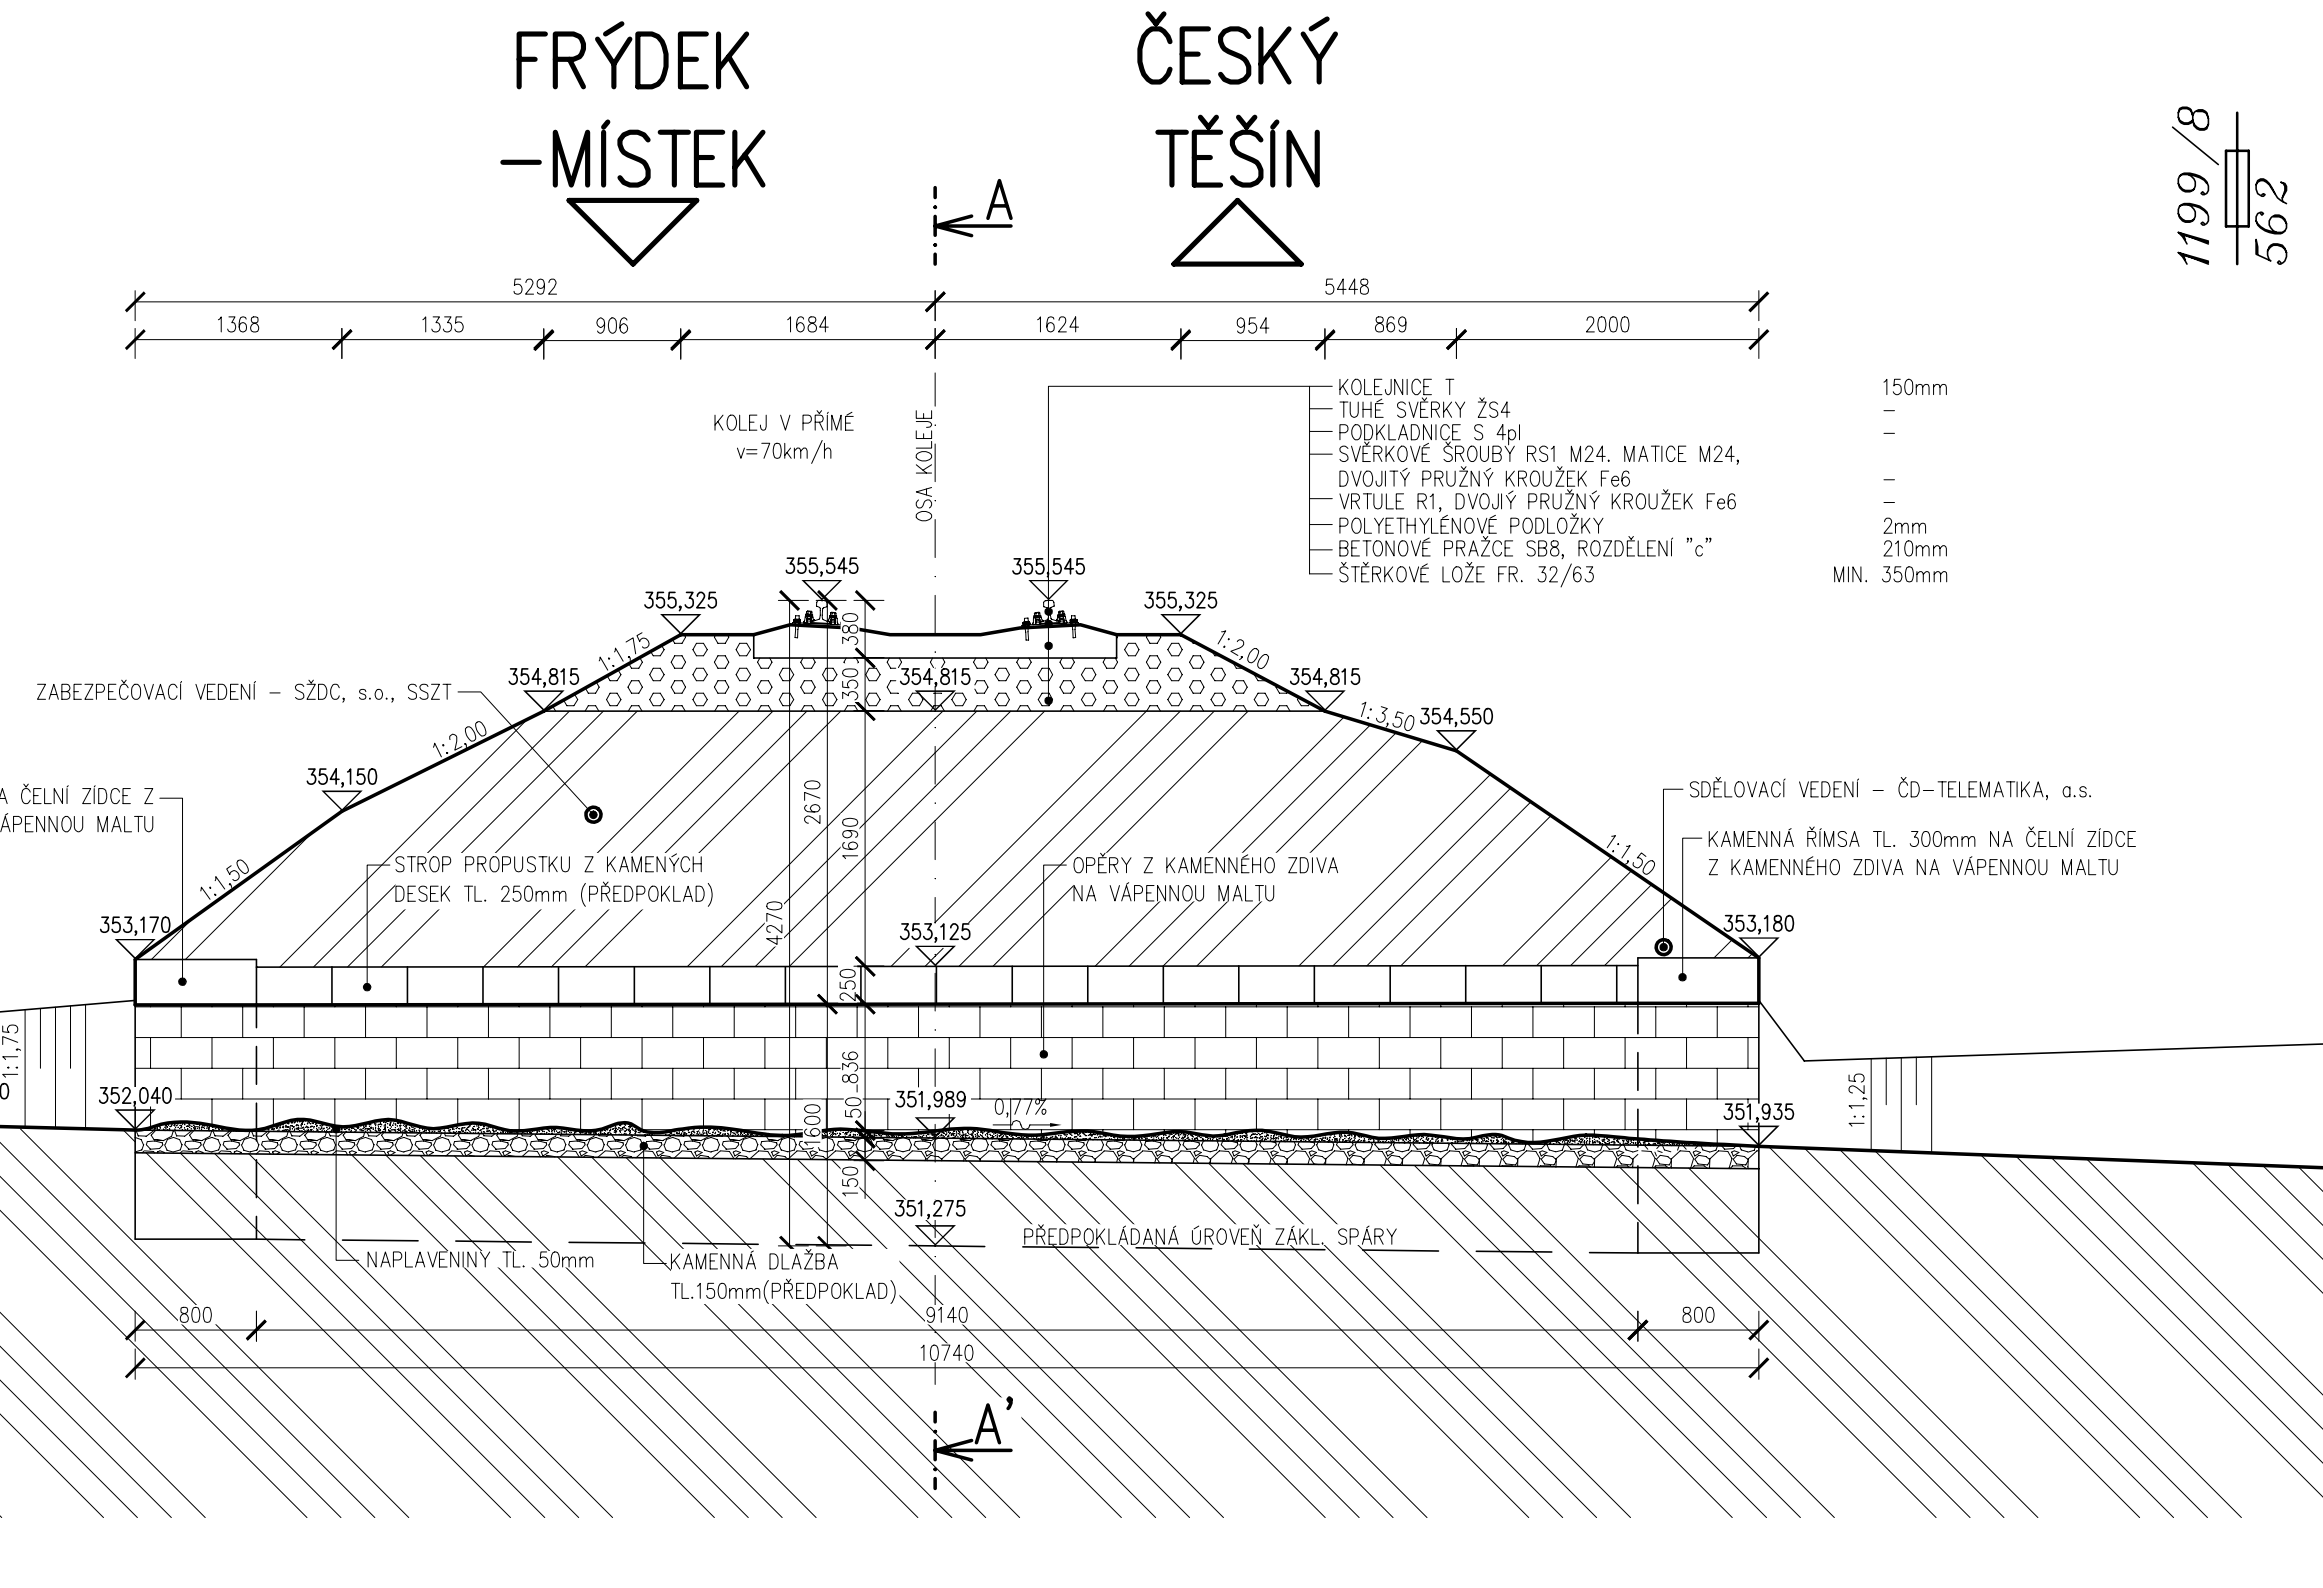 FRÝDEK
-MÍSTEK
ČESKÝ
TĚŠÍN
1199/8
562
A
5292
5448
1368
1335
906
1684
1624
954
869
2000
KOLEJ V PŘÍMÉ
v=70km/h
OSA KOLEJE
KOLEJNICE T 150mm
TUHÉ SVĚRKY ŽS4 –
PODKLADNICE S 4pl –
SVĚRKOVÉ ŠROUBY RS1 M24. MATICE M24,
DVOJITÝ PRUŽNÝ KROUŽEK Fe6 –
VRTULE R1, DVOJIÝ PRUŽNÝ KROUŽEK Fe6 –
POLYETHYLÉNOVÉ PODLOŽKY 2mm
BETONOVÉ PRAŽCE SB8, ROZDĚLENÍ "c" 210mm
ŠTĚRKOVÉ LOŽE FR. 32/63 MIN. 350mm
355,545
355,545
355,325
355,325
380
1:1,75
1:2,00
354,815
354,815
354,815
350
ZABEZPEČOVACÍ VEDENÍ – SŽDC, s.o., SSZT
1:2,00
1:3,50
354,550
354,150
A ČELNÍ ZÍDCE Z
ÁPENNOU MALTU
2670
1690
4270
SDĚLOVACÍ VEDENÍ – ČD-TELEMATIKA, a.s.
KAMENNÁ ŘÍMSA TL. 300mm NA ČELNÍ ZÍDCE
Z KAMENNÉHO ZDIVA NA VÁPENNOU MALTU
1:1,50
1:1,50
STROP PROPUSTKU Z KAMENÝCH
DESEK TL. 250mm (PŘEDPOKLAD)
OPĚRY Z KAMENNÉHO ZDIVA
NA VÁPENNOU MALTU
353,170
353,125
353,180
250
1:1,75
0
352,040
836
50
1600
351,989
0,77%
351,935
1:1,25
150
351,275
PŘEDPOKLÁDANÁ ÚROVEŇ ZÁKL. SPÁRY
NAPLAVENINY TL. 50mm
KAMENNÁ DLAŽBA
TL.150mm(PŘEDPOKLAD)
800
9140
800
10740
A'